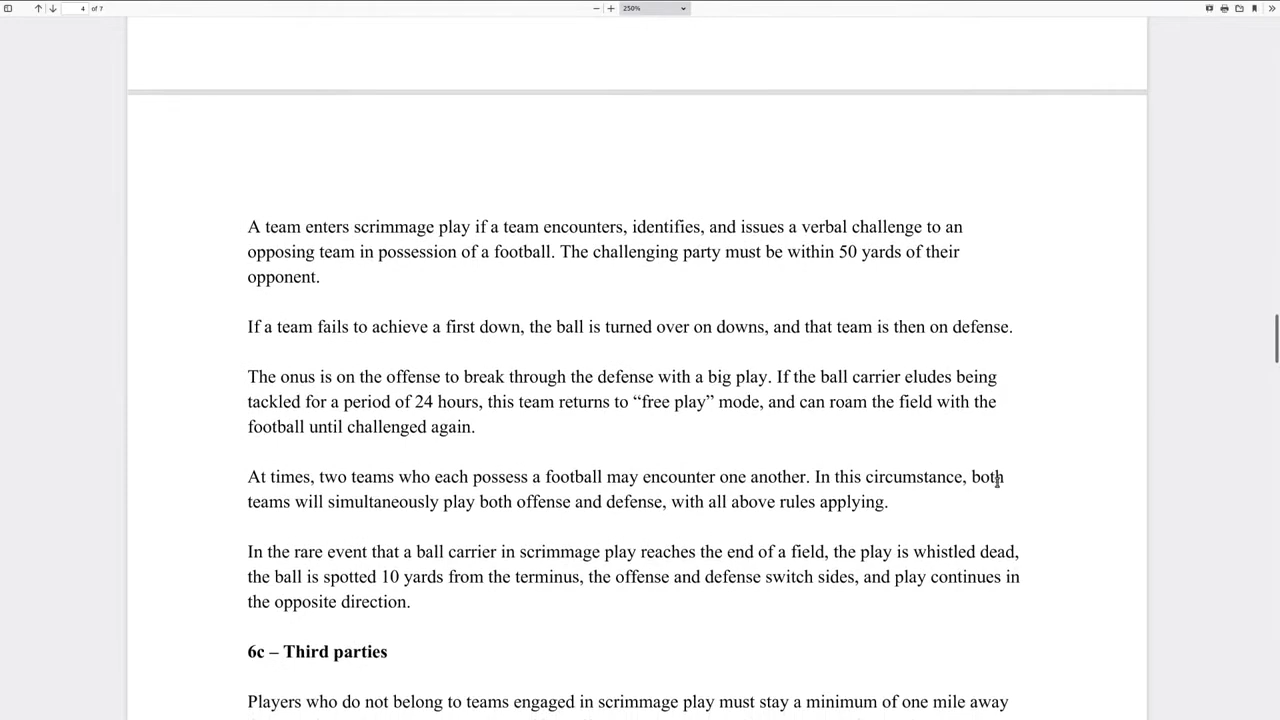 4 of 7
250%
A team enters scrimmage play if a team encounters, identifies, and issues a verbal challenge to an
opposing team in possession of a football. The challenging party must be within 50 yards of their
opponent.
If a team fails to achieve a first down, the ball is turned over on downs, and that team is then on defense.
The onus is on the offense to break through the defense with a big play. If the ball carrier eludes being
tackled for a period of 24 hours, this team returns to “free play” mode, and can roam the field with the
football until challenged again.
At times, two teams who each possess a football may encounter one another. In this circumstance, both
teams will simultaneously play both offense and defense, with all above rules applying.
In the rare event that a ball carrier in scrimmage play reaches the end of a field, the play is whistled dead,
the ball is spotted 10 yards from the terminus, the offense and defense switch sides, and play continues in
the opposite direction.
6c – Third parties
Players who do not belong to teams engaged in scrimmage play must stay a minimum of one mile away